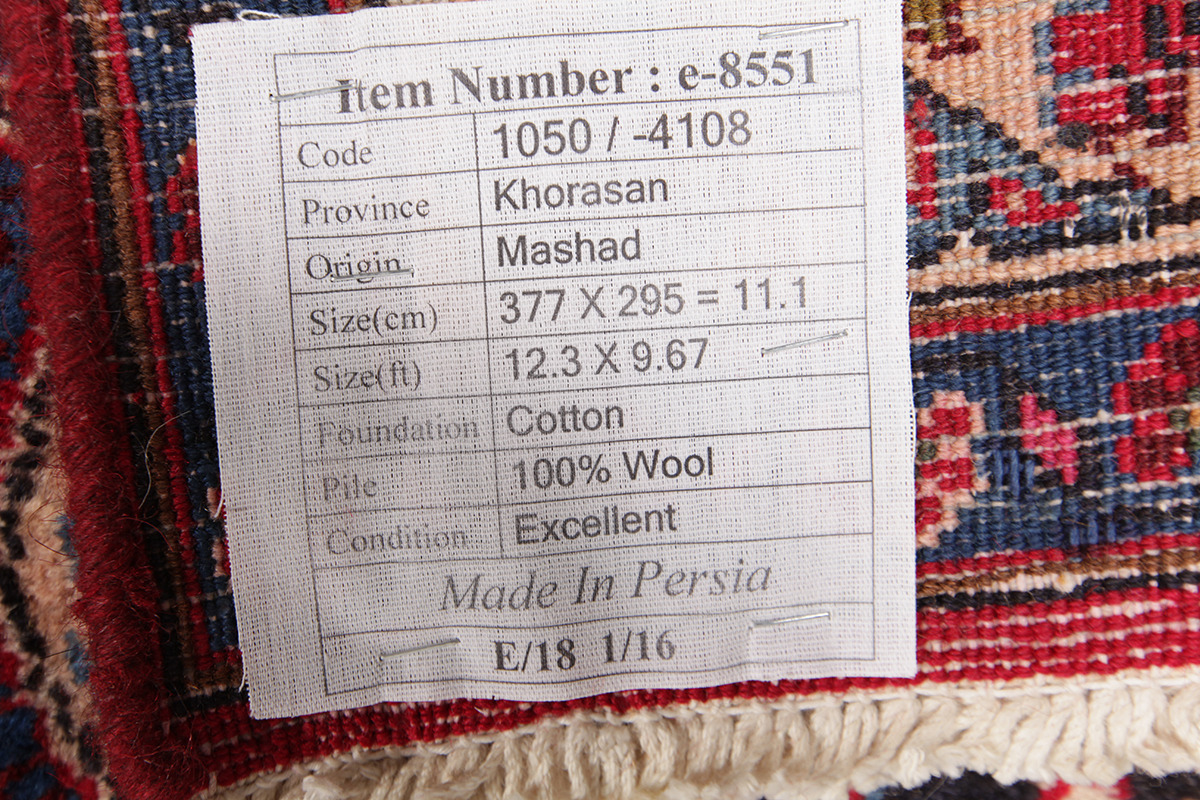 Item Number : e-8551
Code 1050 / -4108
Province Khorasan
Origin Mashad
Size(cm) 377 X 295 = 11.1
Size(ft) 12.3 X 9.67
Foundation Cotton
Pile 100% Wool
Condition Excellent
Made In Persia
E/18 1/16